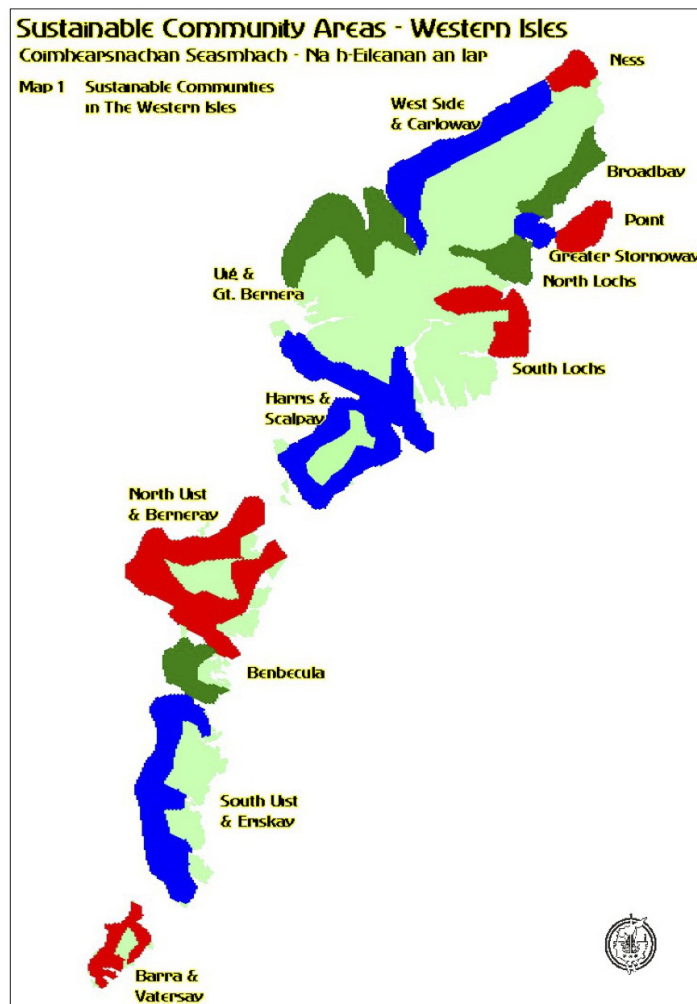 Sustainable Community Areas - Western Isles
Coimhearsnachan Seasmhach - Na h-Eileanan an Iar
Map 1 Sustainable Communities
in The Western Isles
Ness
West Side
& Carloway
Broadbay
Point
Greater Stornoway
Uig &
Gt. Bernera
North Lochs
South Lochs
Harris &
Scalpay
North Uist
& Berneray
Benbecula
South Uist
& Eriskay
Barra &
Vatersay